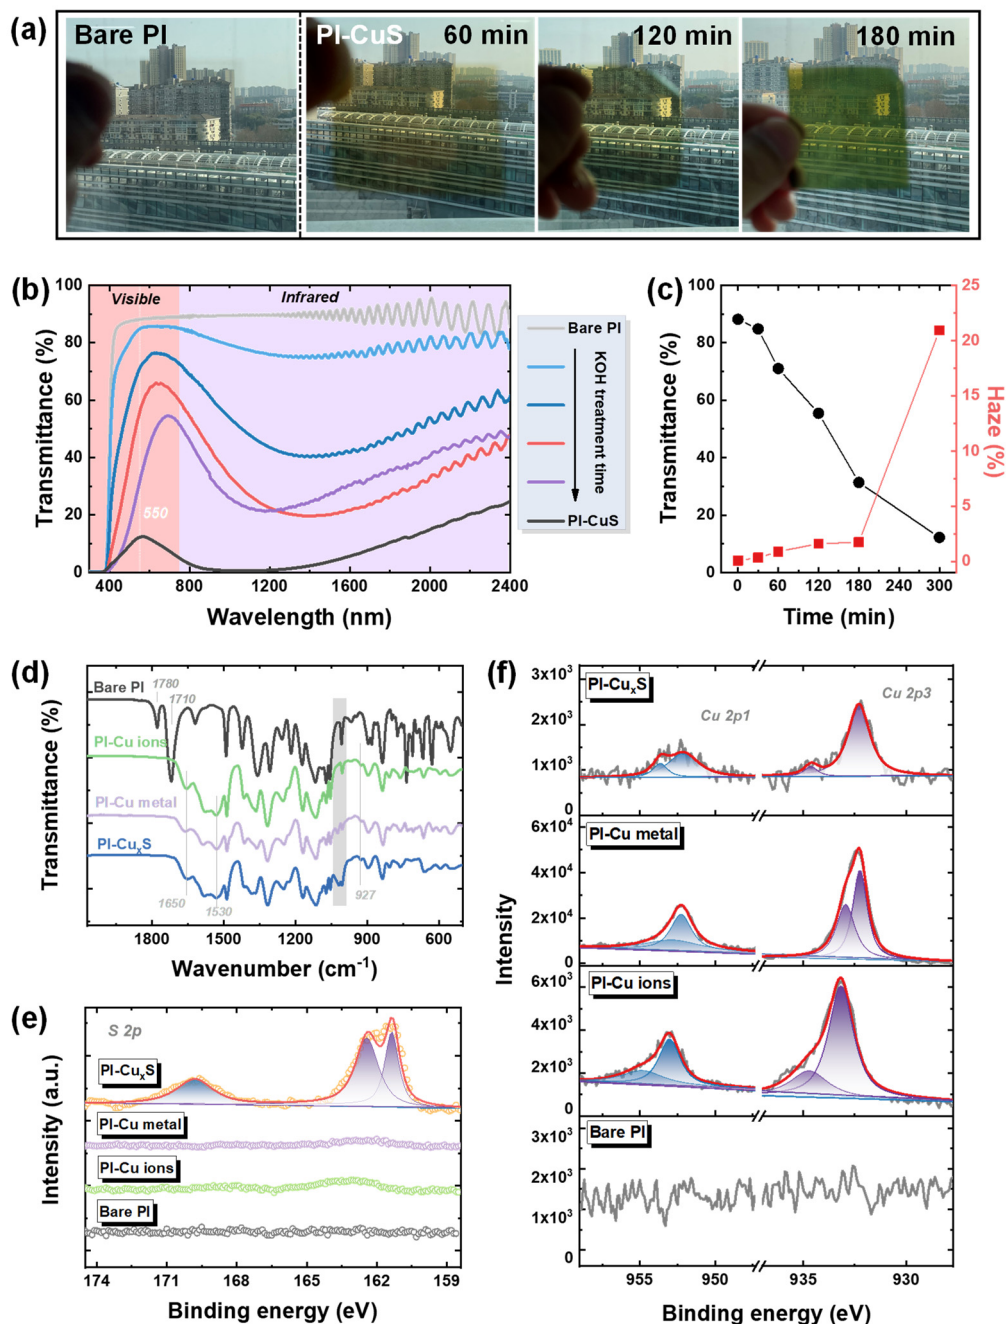 (a)
Bare PI
PI-CuS
60 min
120 min
180 min
(b)
Visible
Infrared
550
Transmittance (%)
100
80
60
40
20
0
400
800
1200
1600
2000
2400
Wavelength (nm)
Bare PI
KOH treatment time
PI-CuS
(c)
Transmittance (%)
100
80
60
40
20
0
0
60
120
180
240
300
Time (min)
25
20
15
10
5
0
Haze (%)
(d)
1780
1710
Bare PI
PI-Cu ions
PI-Cu metal
PI-CuₓS
1650
1530
927
Transmittance (%)
1800
1500
1200
900
600
Wavenumber (cm⁻¹)
(e)
S 2p
PI-CuₓS
PI-Cu metal
PI-Cu ions
Bare PI
Intensity (a.u.)
174
171
168
165
162
159
Binding energy (eV)
(f)
PI-CuₓS
Cu 2p1
Cu 2p3
3x10³
2x10³
1x10³
0
PI-Cu metal
6x10⁴
4x10⁴
2x10⁴
0
PI-Cu ions
6x10³
4x10³
2x10³
0
Bare PI
3x10³
2x10³
1x10³
0
Intensity
955
950
935
930
Binding energy (eV)